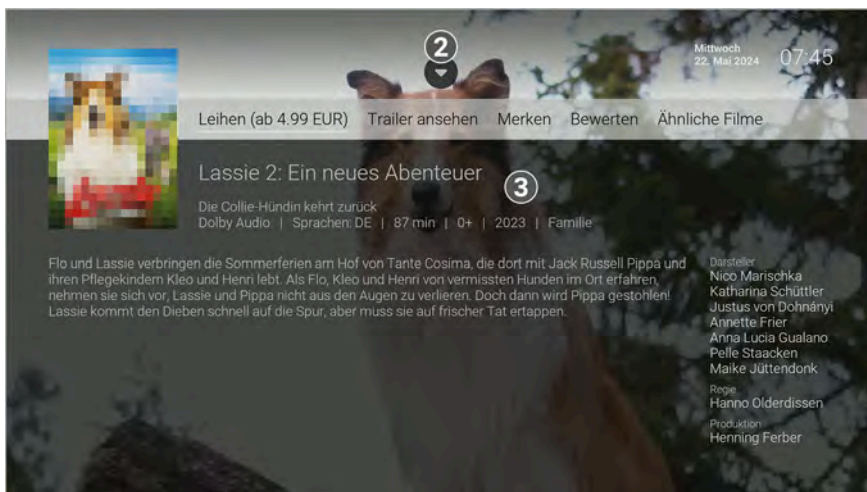 2
Mittwoch
22. Mai 2024
07:45
Leihen (ab 4.99 EUR) Trailer ansehen Merken Bewerten Ähnliche Filme
Lassie 2: Ein neues Abenteuer
3
Die Collie-Hündin kehrt zurück
Dolby Audio | Sprachen: DE | 87 min | 0+ | 2023 | Familie
Flo und Lassie verbringen die Sommerferien am Hof von Tante Cosima, die dort mit Jack Russell Pippa und
ihren Pflegekindern Kleo und Henri lebt. Als Flo, Kleo und Henri von vermissten Hunden im Ort erfahren,
nehmen sie sich vor, Lassie und Pippa nicht aus den Augen zu verlieren. Doch dann wird Pippa gestohlen!
Lassie kommt den Dieben schnell auf die Spur, aber muss sie auf frischer Tat ertappen.
Darsteller
Nico Marischka
Katharina Schüttler
Justus von Dohnányi
Annette Frier
Anna Lucia Gualano
Pelle Staacken
Maike Jüttendonk
Regie
Hanno Olderdissen
Produktion
Henning Ferber